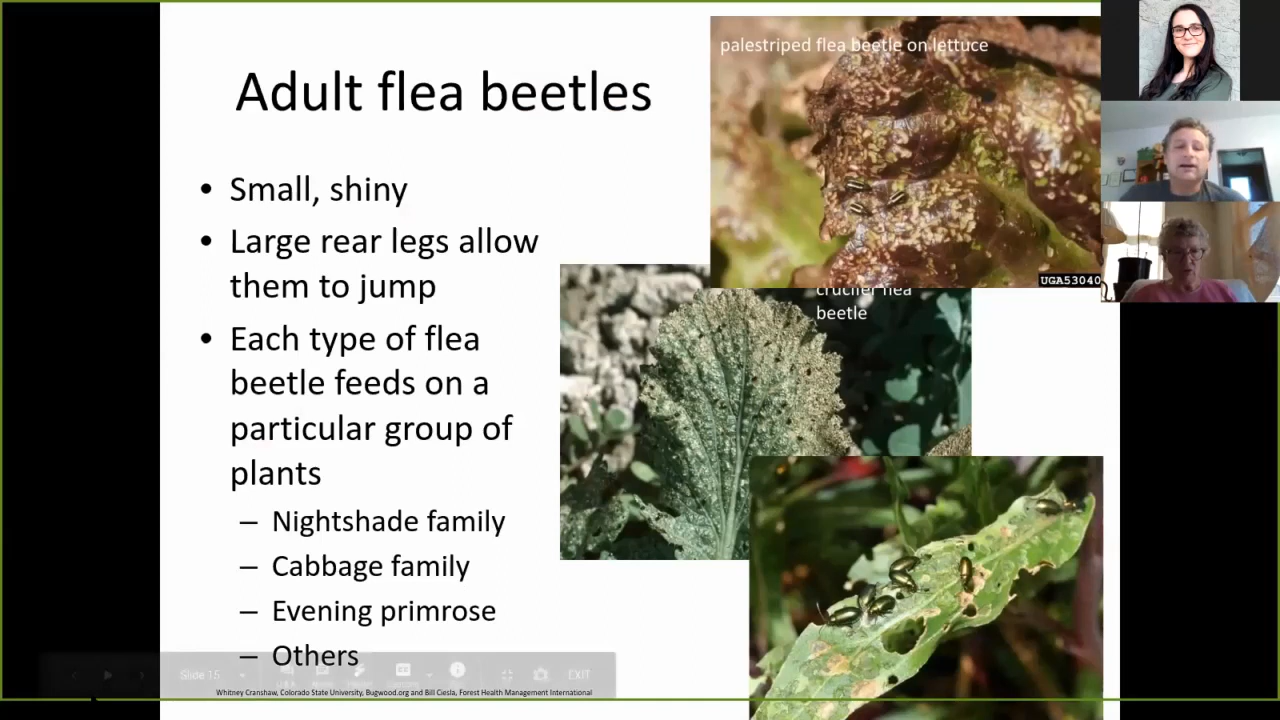 Adult flea beetles
• Small, shiny
• Large rear legs allow
them to jump
• Each type of flea
beetle feeds on a
particular group of
plants
– Nightshade family
– Cabbage family
– Evening primrose
– Others
palestriped flea beetle on lettuce
UGA53040
crucifer flea
beetle
Slide 15
EXIT
Whitney Cranshaw, Colorado State University, Bugwood.org and Bill Ciesla, Forest Health Management International